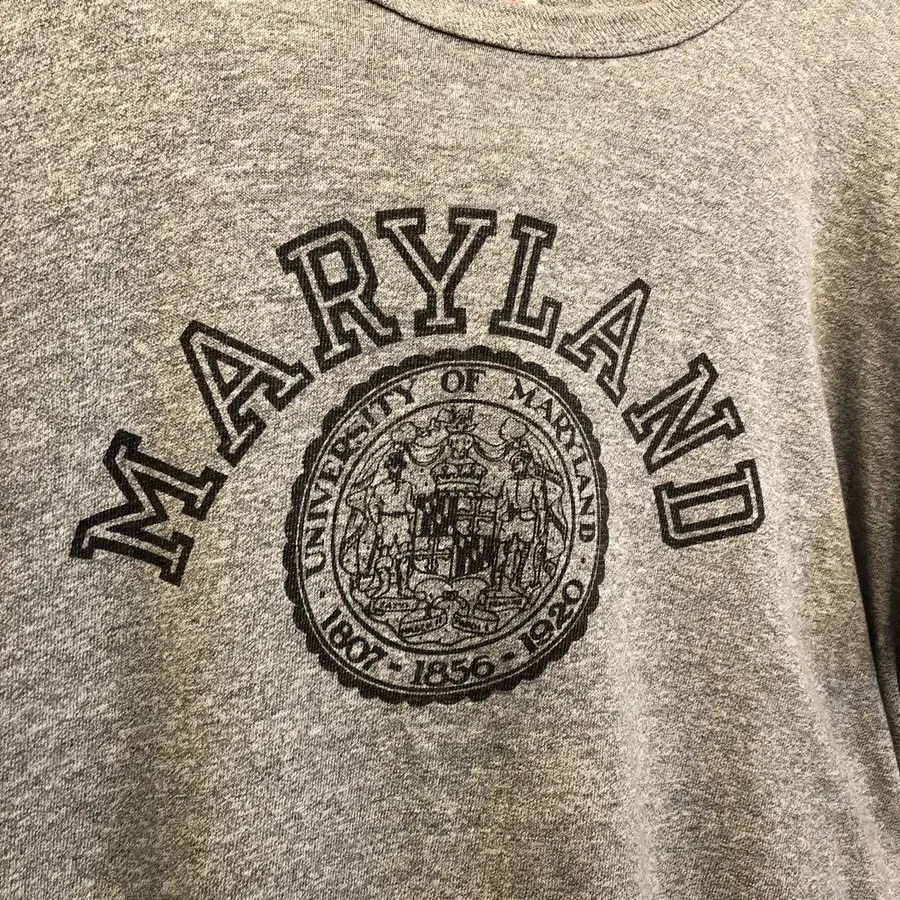 MARYLAND
UNIVERSITY OF MARYLAND
· 1807 - 1856 - 1920 ·